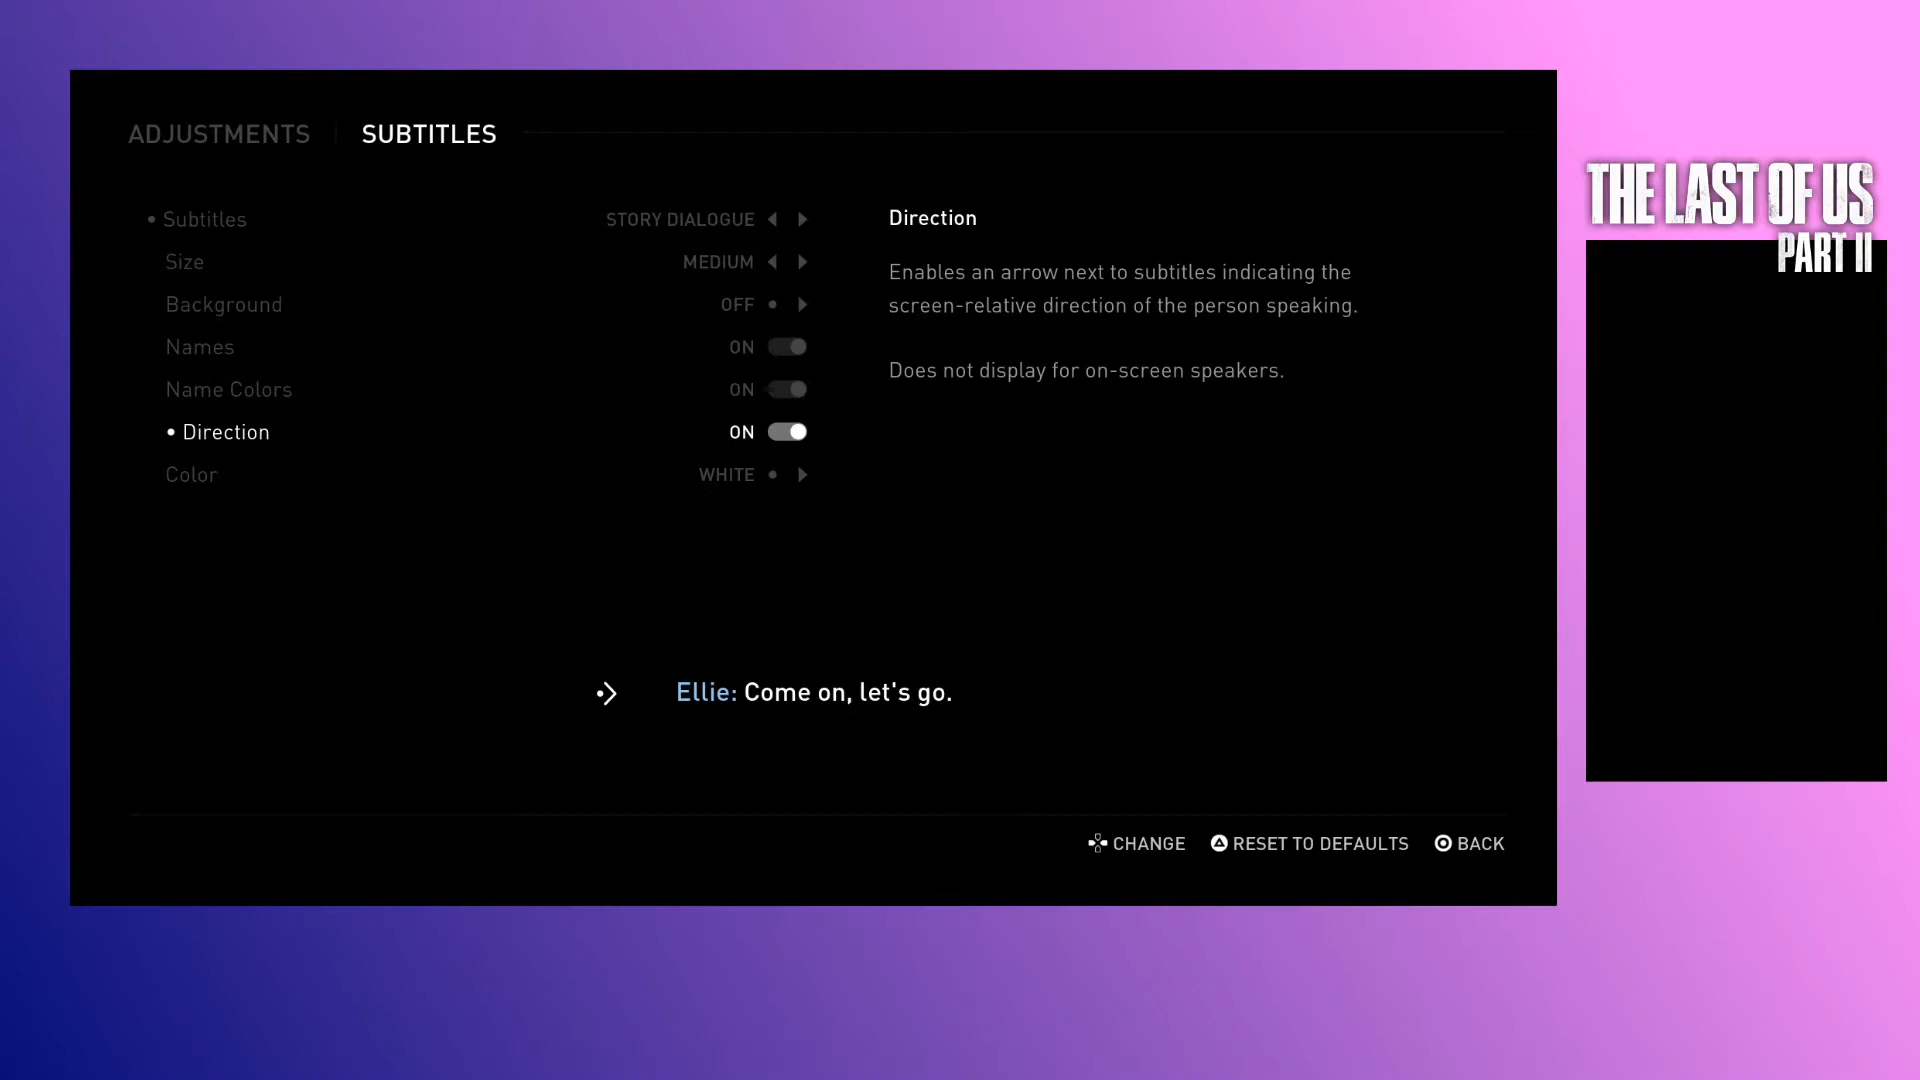 ADJUSTMENTS SUBTITLES
• Subtitles STORY DIALOGUE
Size MEDIUM
Background OFF
Names ON
Name Colors ON
• Direction ON
Color WHITE
Direction
Enables an arrow next to subtitles indicating the
screen-relative direction of the person speaking.
Does not display for on-screen speakers.
Ellie: Come on, let's go.
CHANGE RESET TO DEFAULTS BACK
THE LAST OF US
PART II